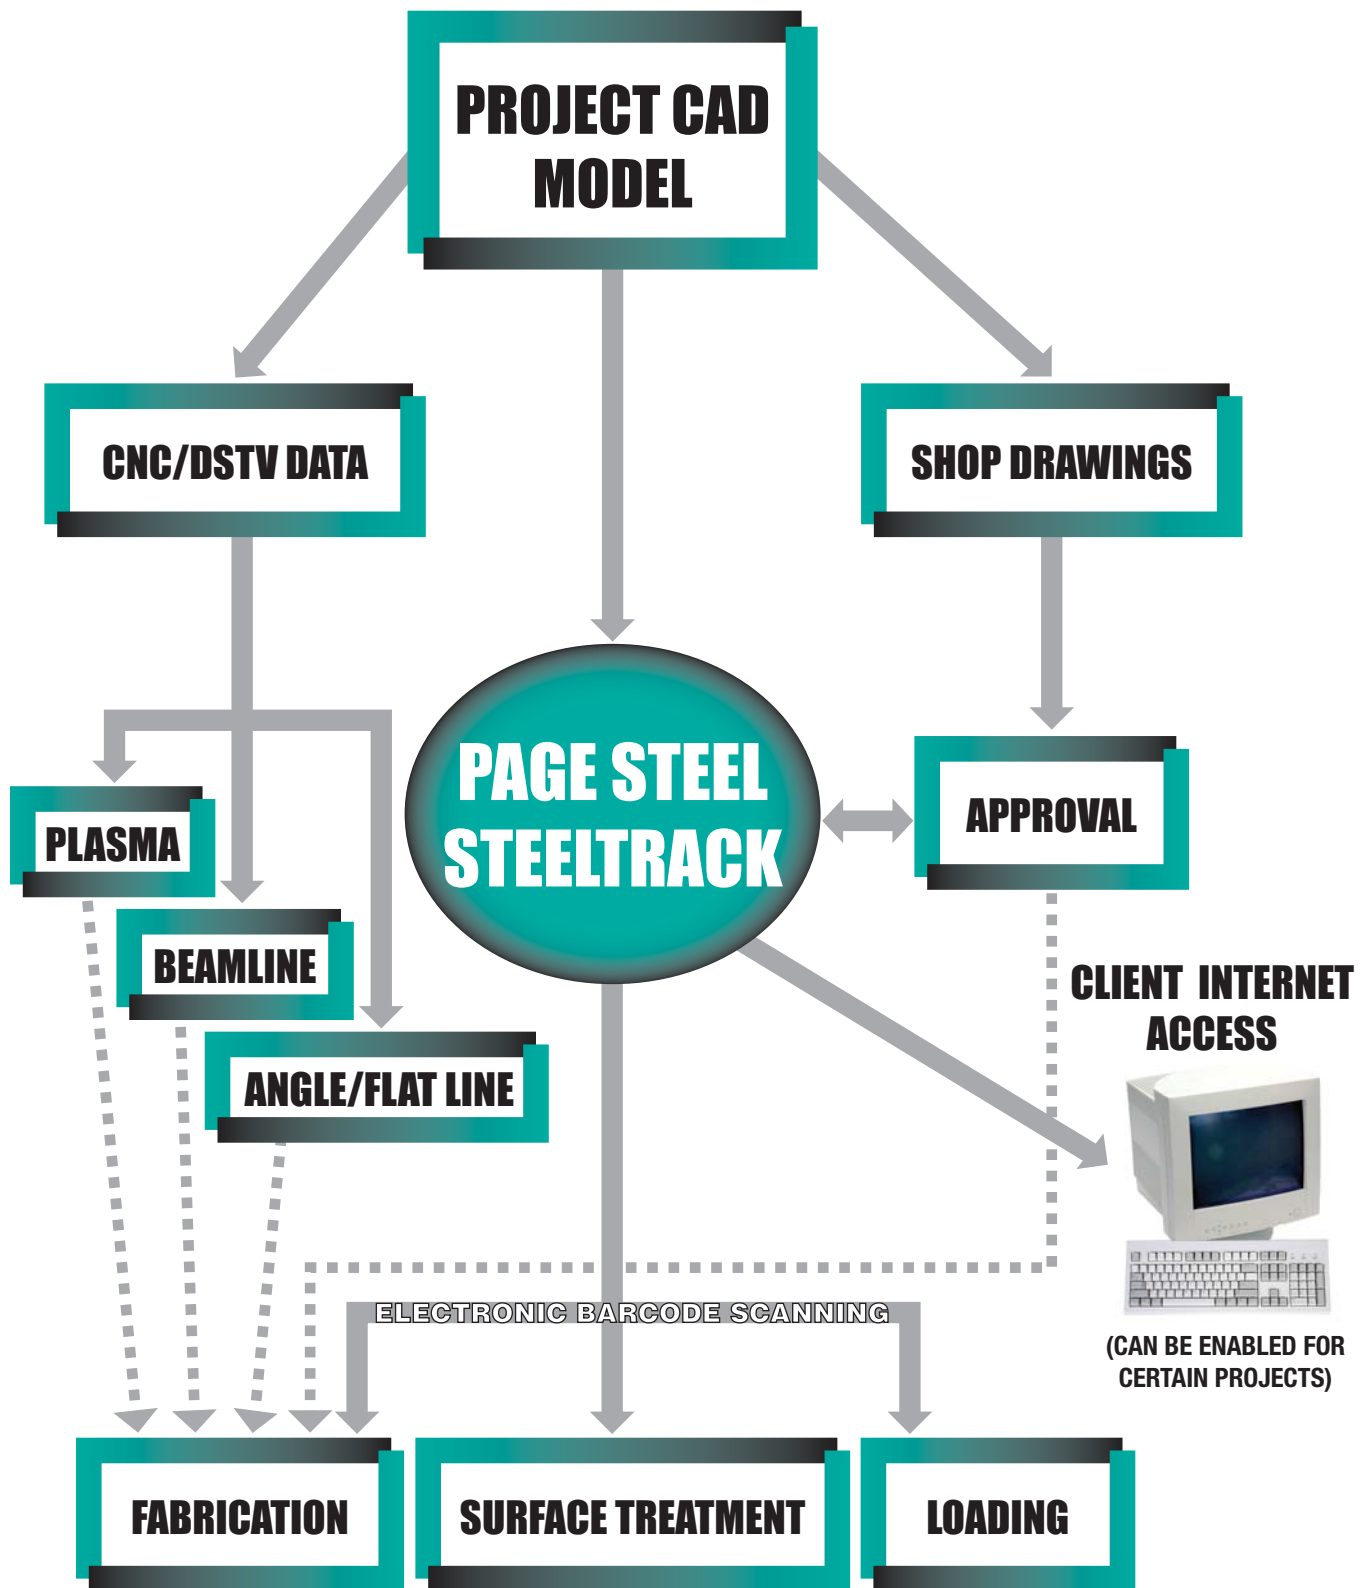 PROJECT CAD
MODEL
CNC/DSTV DATA
SHOP DRAWINGS
PAGE STEEL
STEELTRACK
APPROVAL
PLASMA
BEAMLINE
ANGLE/FLAT LINE
CLIENT INTERNET
ACCESS
ELECTRONIC BARCODE SCANNING
(CAN BE ENABLED FOR
CERTAIN PROJECTS)
FABRICATION
SURFACE TREATMENT
LOADING